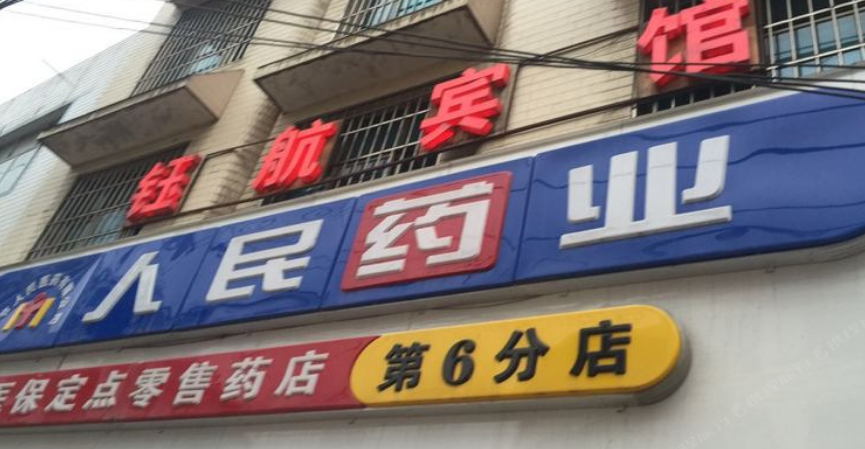 钰航宾馆
人民药业
医保定点零售药店 第6分店